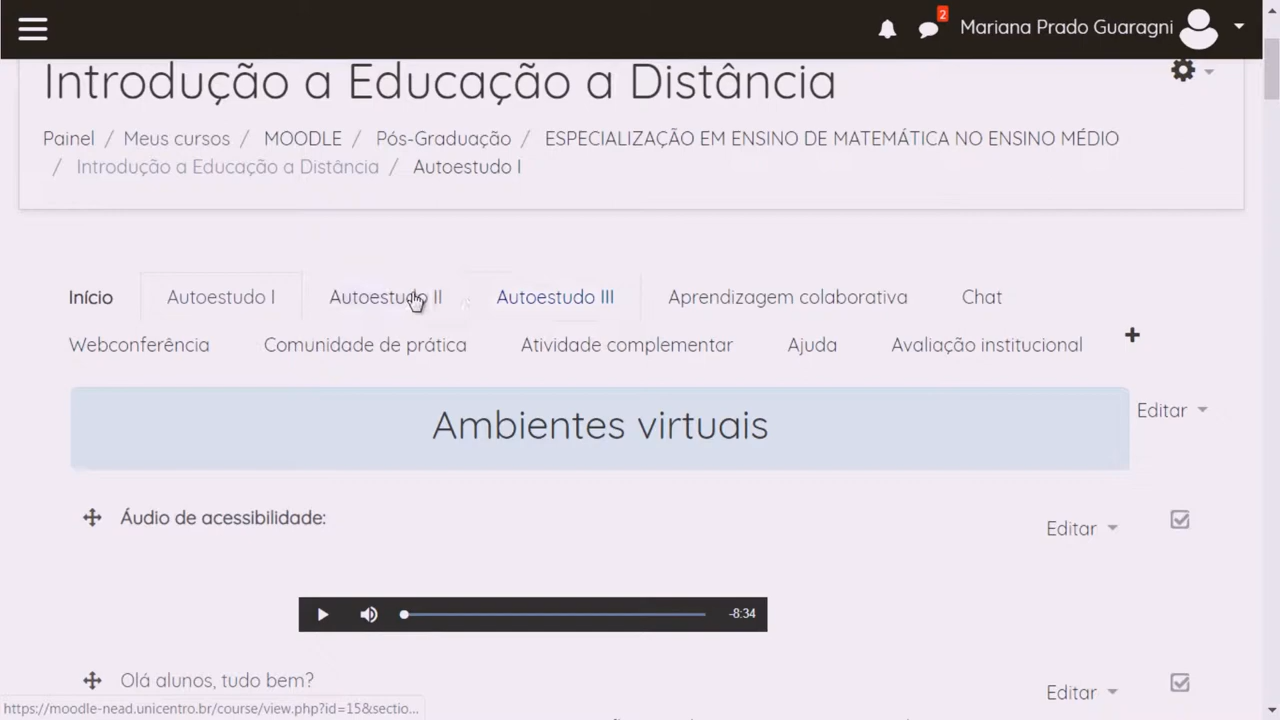 2
Mariana Prado Guaragni
Introdução a Educação a Distância
Painel / Meus cursos / MOODLE / Pós-Graduação / ESPECIALIZAÇÃO EM ENSINO DE MATEMÁTICA NO ENSINO MÉDIO
/ Introdução a Educação a Distância / Autoestudo I
Início Autoestudo I Autoestudo II Autoestudo III Aprendizagem colaborativa Chat
Webconferência Comunidade de prática Atividade complementar Ajuda Avaliação institucional
Ambientes virtuais
Editar
Áudio de acessibilidade:
Editar
-8:34
Olá alunos, tudo bem?
Editar
https://moodle-nead.unicentro.br/course/view.php?id=15&sectio...